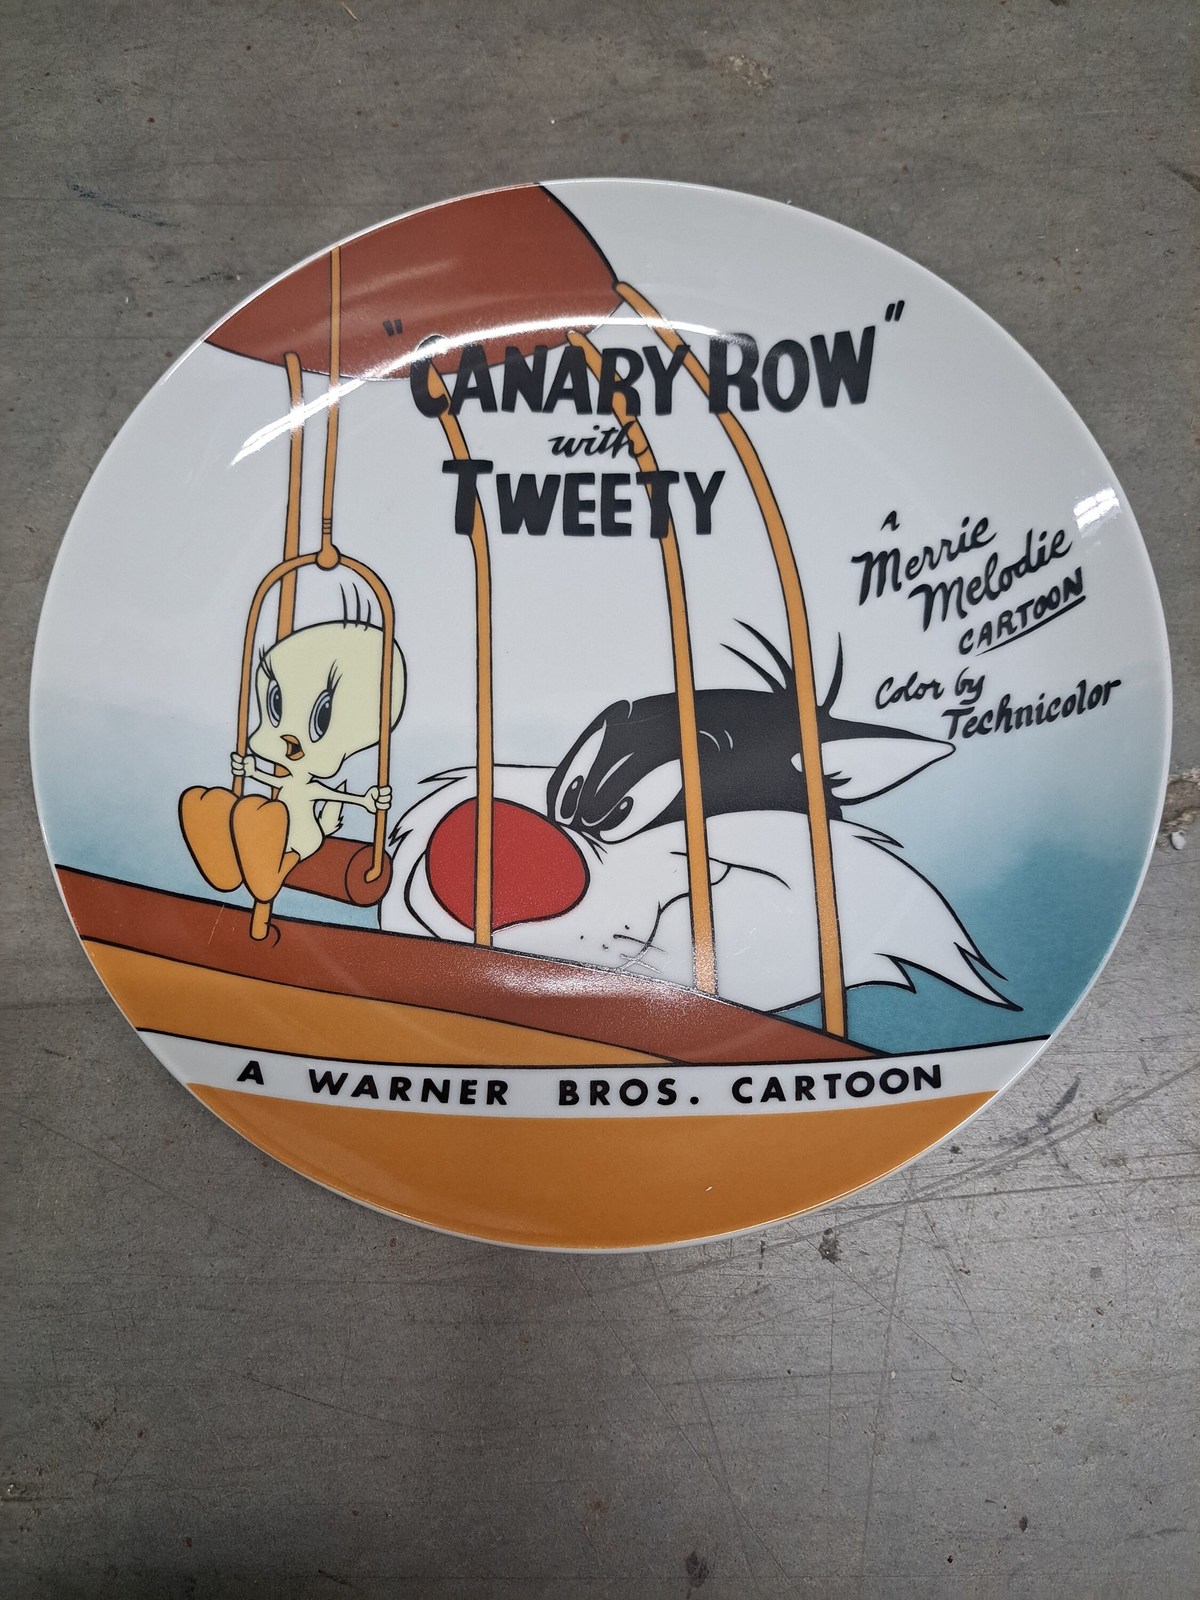 "CANARY ROW"
with
TWEETY
A
Merrie
Melodie
CARTOON
Color by
Technicolor
A WARNER BROS. CARTOON